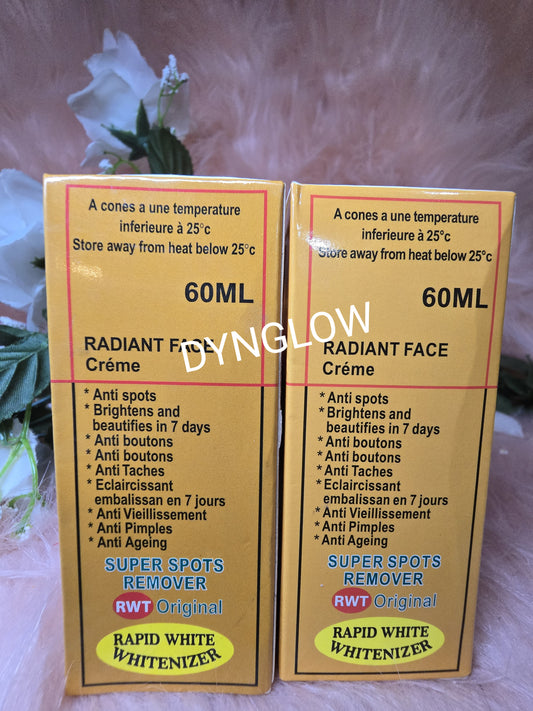 A cones a une temperature
inferieure à 25°c
Store away from heat below 25°c
60ML
RADIANT FACE
Créme
* Anti spots
* Brightens and
beautifies in 7 days
* Anti boutons
* Anti boutons
* Anti Taches
* Eclaircissant
embalissan en 7 jours
* Anti Vieillissement
* Anti Pimples
* Anti Ageing
SUPER SPOTS
REMOVER
RWT Original
RAPID WHITE
WHITENIZER
A cones a une temperature
inferieure à 25°c
Store away from heat below 25°c
60ML
RADIANT FACE
Créme
* Anti spots
* Brightens and
beautifies in 7 days
* Anti boutons
* Anti boutons
* Anti Taches
* Eclaircissant
embalissan en 7 jours
* Anti Vieillissement
* Anti Pimples
* Anti Ageing
SUPER SPOTS
REMOVER
RWT Original
RAPID WHITE
WHITENIZER
DYNGLOW